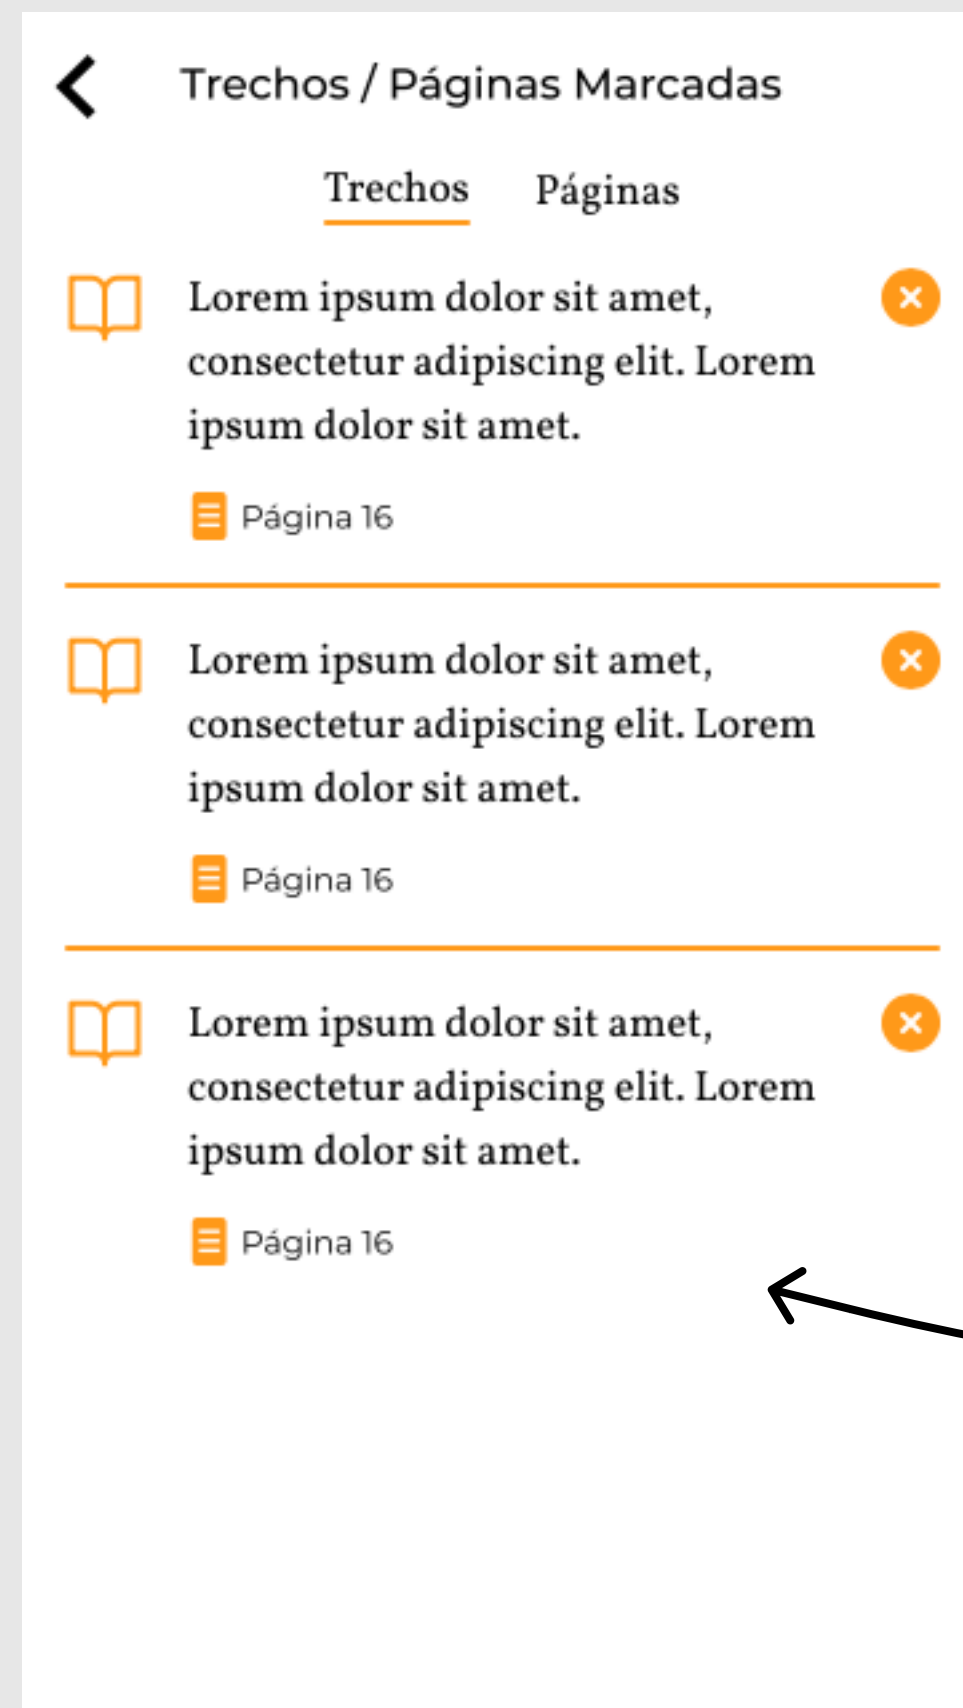 Trechos / Páginas Marcadas
Trechos Páginas
Lorem ipsum dolor sit amet,
consectetur adipiscing elit. Lorem
ipsum dolor sit amet.
Página 16
Lorem ipsum dolor sit amet,
consectetur adipiscing elit. Lorem
ipsum dolor sit amet.
Página 16
Lorem ipsum dolor sit amet,
consectetur adipiscing elit. Lorem
ipsum dolor sit amet.
Página 16